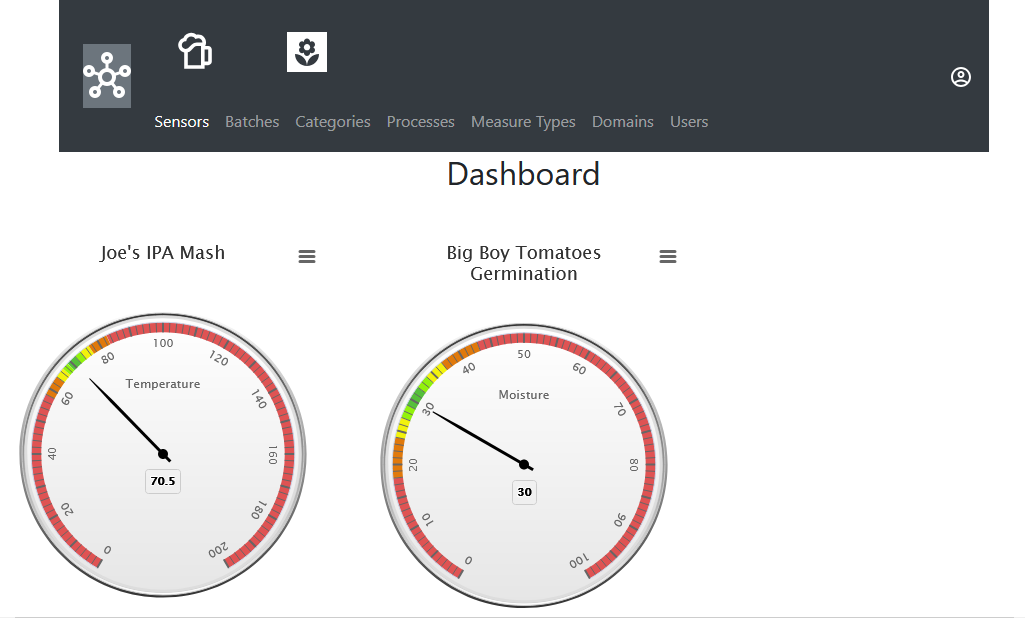 Sensors Batches Categories Processes Measure Types Domains Users
Dashboard
Joe's IPA Mash
0 20 40 60 80 100 120 140 160 180 200
Temperature
70.5
Big Boy Tomatoes
Germination
0 10 20 30 40 50 60 70 80 90 100
Moisture
30